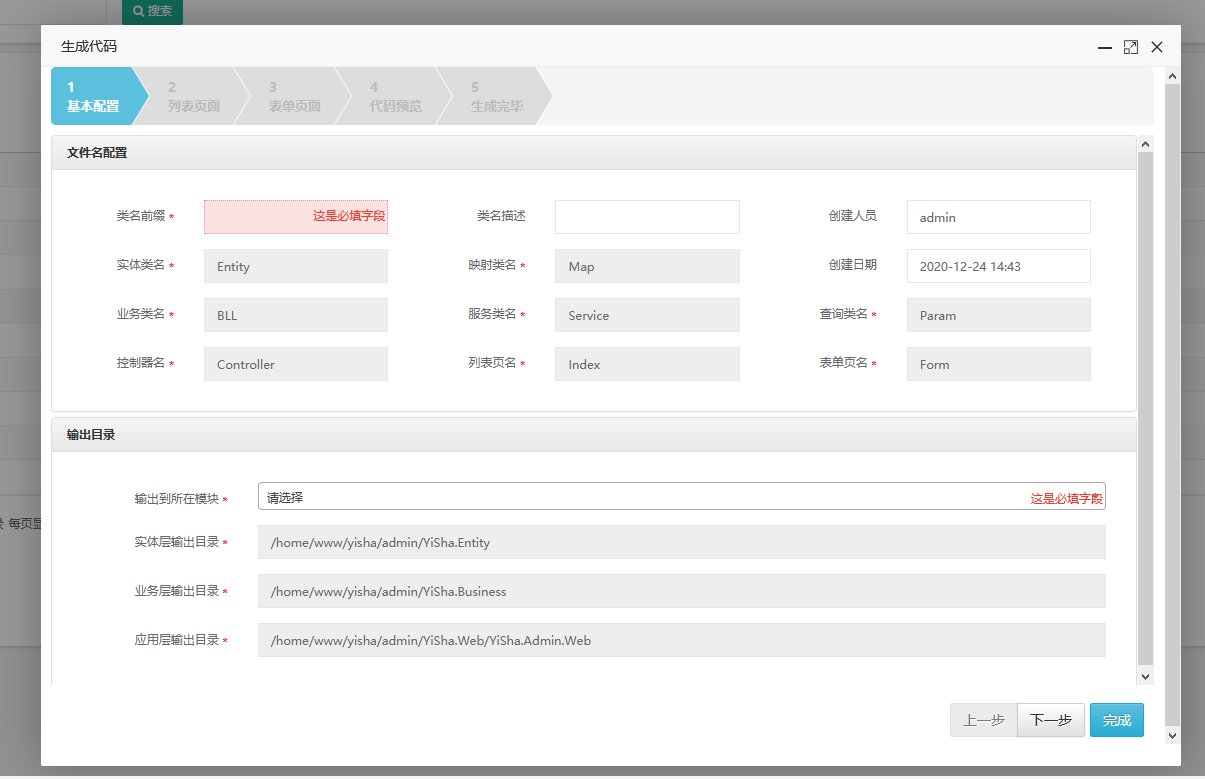 搜索
生成代码
1 2 3 4 5
基本配置 列表页面 表单页面 代码预览 生成完毕
文件名配置
类名前缀 * 这是必填字段 类名描述 创建人员 admin
实体类名 * Entity 映射类名 * Map 创建日期 2020-12-24 14:43
业务类名 * BLL 服务类名 * Service 查询类名 * Param
控制器名 * Controller 列表页名 * Index 表单页名 * Form
输出目录
输出到所在模块 * 请选择 这是必填字段
每页显
实体层输出目录 * /home/www/yisha/admin/YiSha.Entity
业务层输出目录 * /home/www/yisha/admin/YiSha.Business
应用层输出目录 * /home/www/yisha/admin/YiSha.Web/YiSha.Admin.Web
上一步 下一步 完成